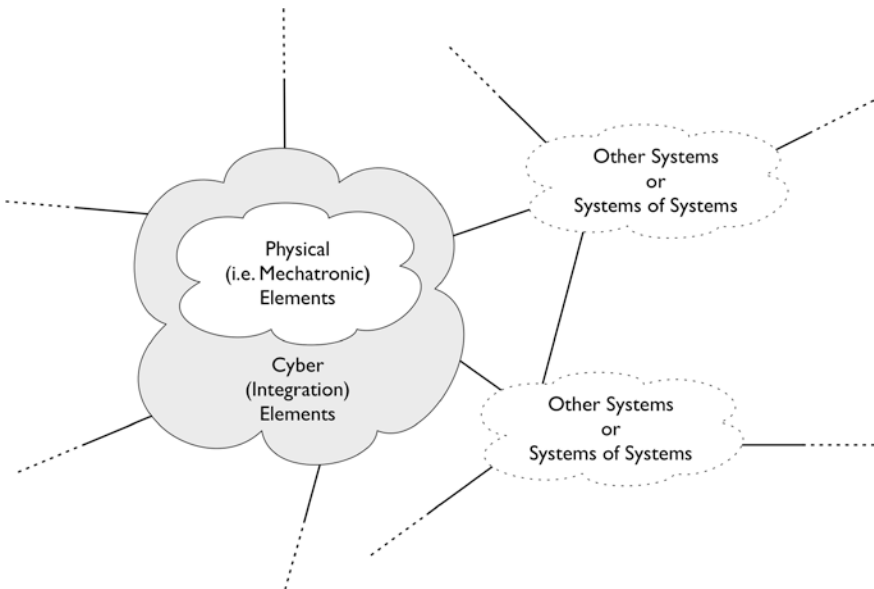 Other Systems
or
Systems of Systems
Physical
(i.e. Mechatronic)
Elements
Cyber
(Integration)
Elements
Other Systems
or
Systems of Systems